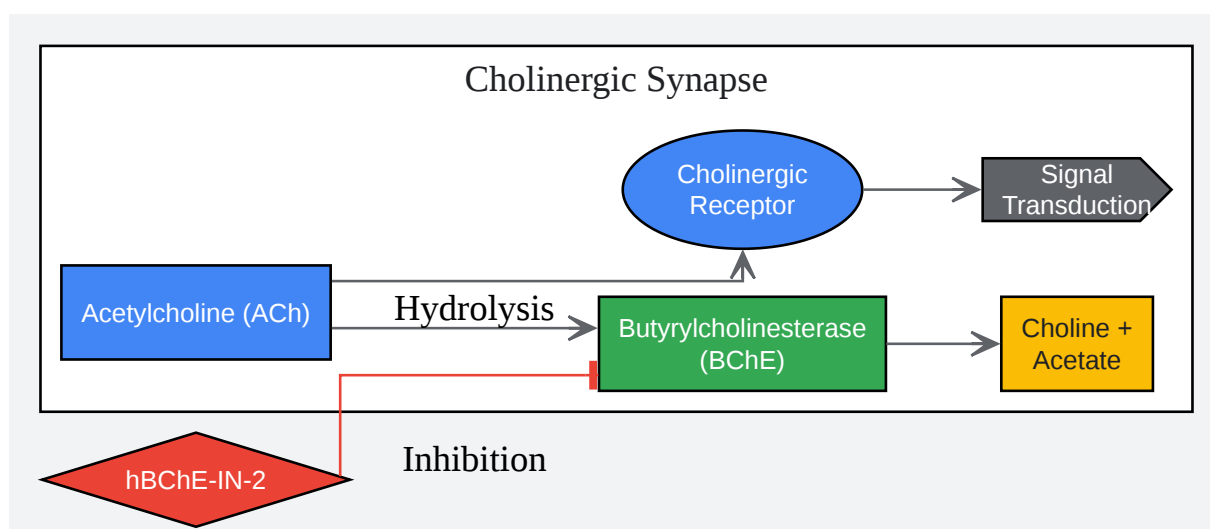 Cholinergic Synapse
Cholinergic
Receptor
Signal
Transduction
Acetylcholine (ACh)
Hydrolysis
Butyrylcholinesterase
(BChE)
Choline +
Acetate
hBChE-IN-2
Inhibition